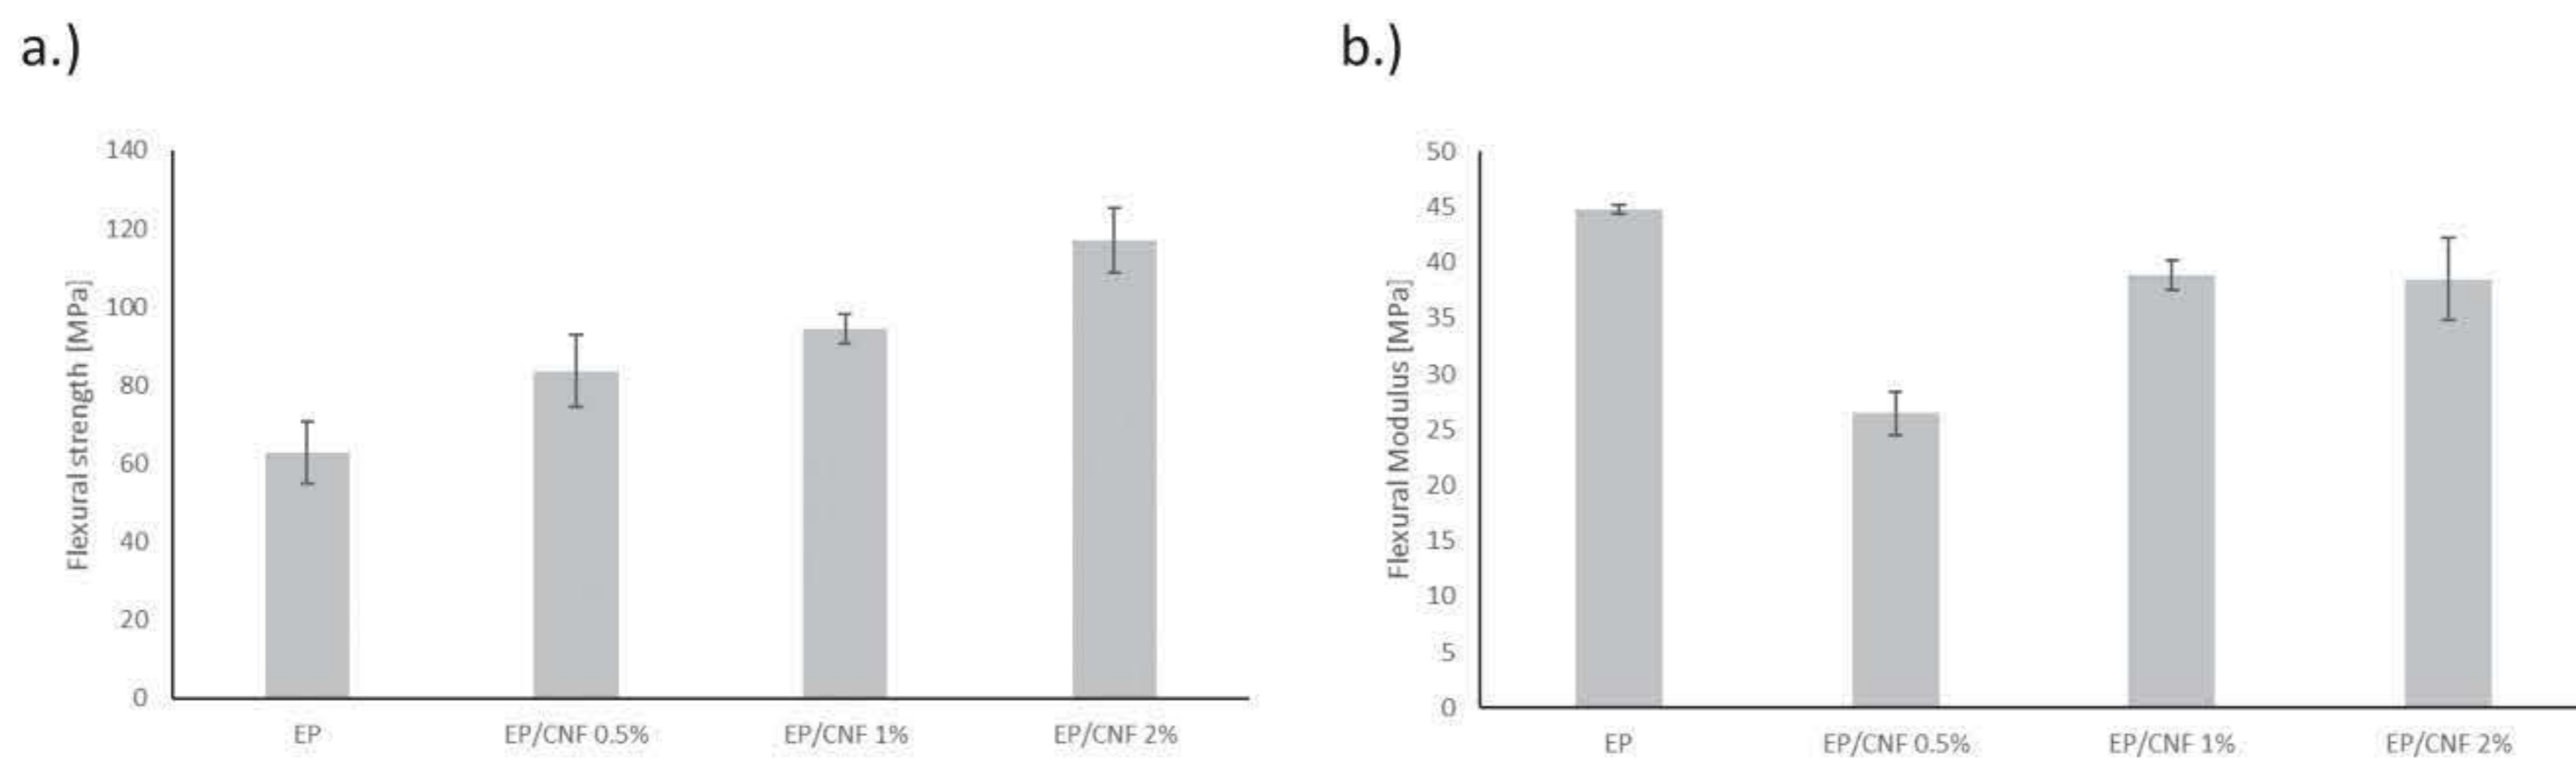 a.)
140
120
100
80
60
40
20
0
Flexural strength [MPa]
EP
EP/CNF 0.5%
EP/CNF 1%
EP/CNF 2%
b.)
50
45
40
35
30
25
20
15
10
5
0
Flexural Modulus [MPa]
EP
EP/CNF 0.5%
EP/CNF 1%
EP/CNF 2%